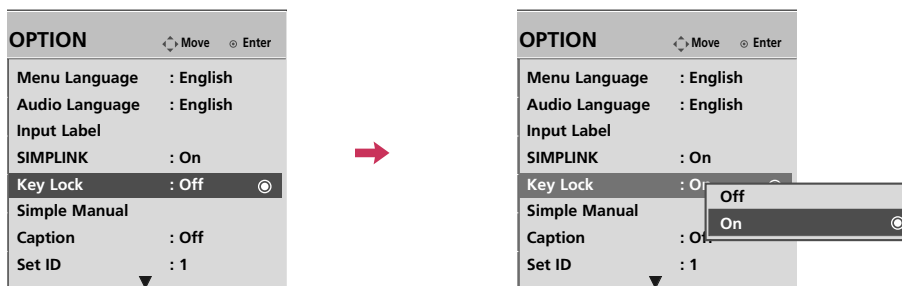 OPTION Move Enter
Menu Language : English
Audio Language : English
Input Label
SIMPLINK : On
Key Lock : Off
Simple Manual
Caption : Off
Set ID : 1
OPTION Move Enter
Menu Language : English
Audio Language : English
Input Label
SIMPLINK : On
Key Lock : On
Simple Manual
Caption : Off
Set ID : 1
Off
On